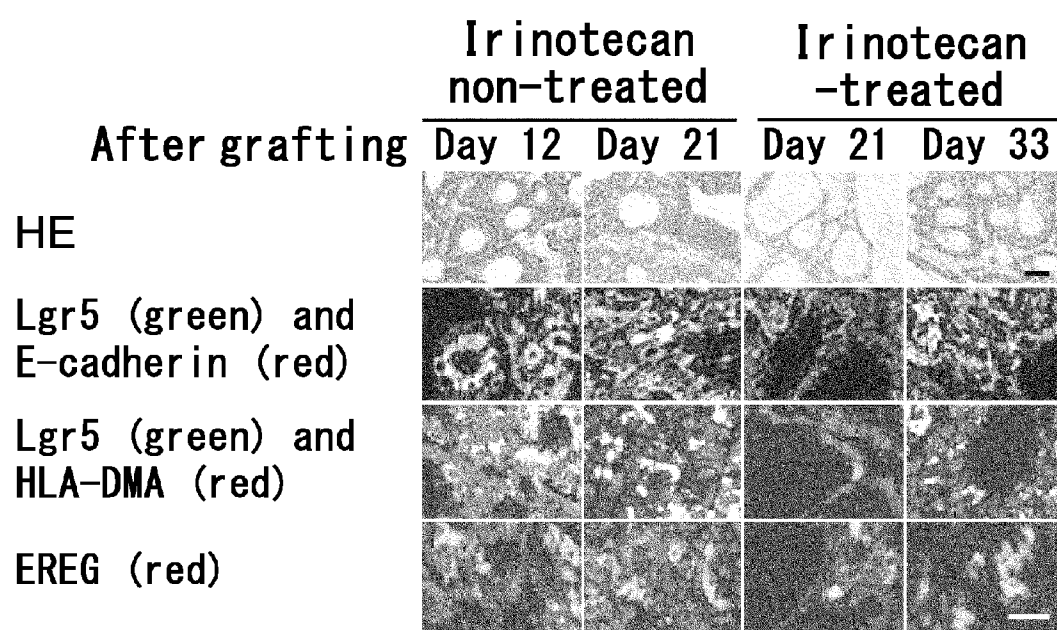 Irinotecan
non-treated
Irinotecan
-treated
After grafting Day 12 Day 21 Day 21 Day 33
HE
Lgr5 (green) and
E-cadherin (red)
Lgr5 (green) and
HLA-DMA (red)
EREG (red)